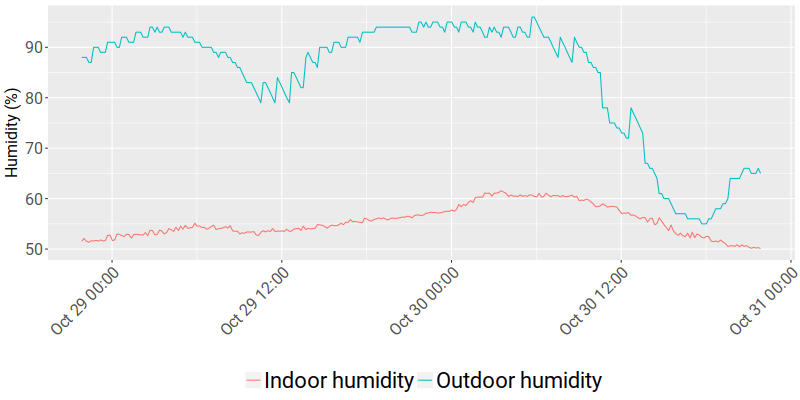 Humidity (%)
90
80
70
60
50
Oct 29 00:00
Oct 29 12:00
Oct 30 00:00
Oct 30 12:00
Oct 31 00:00
Indoor humidity Outdoor humidity